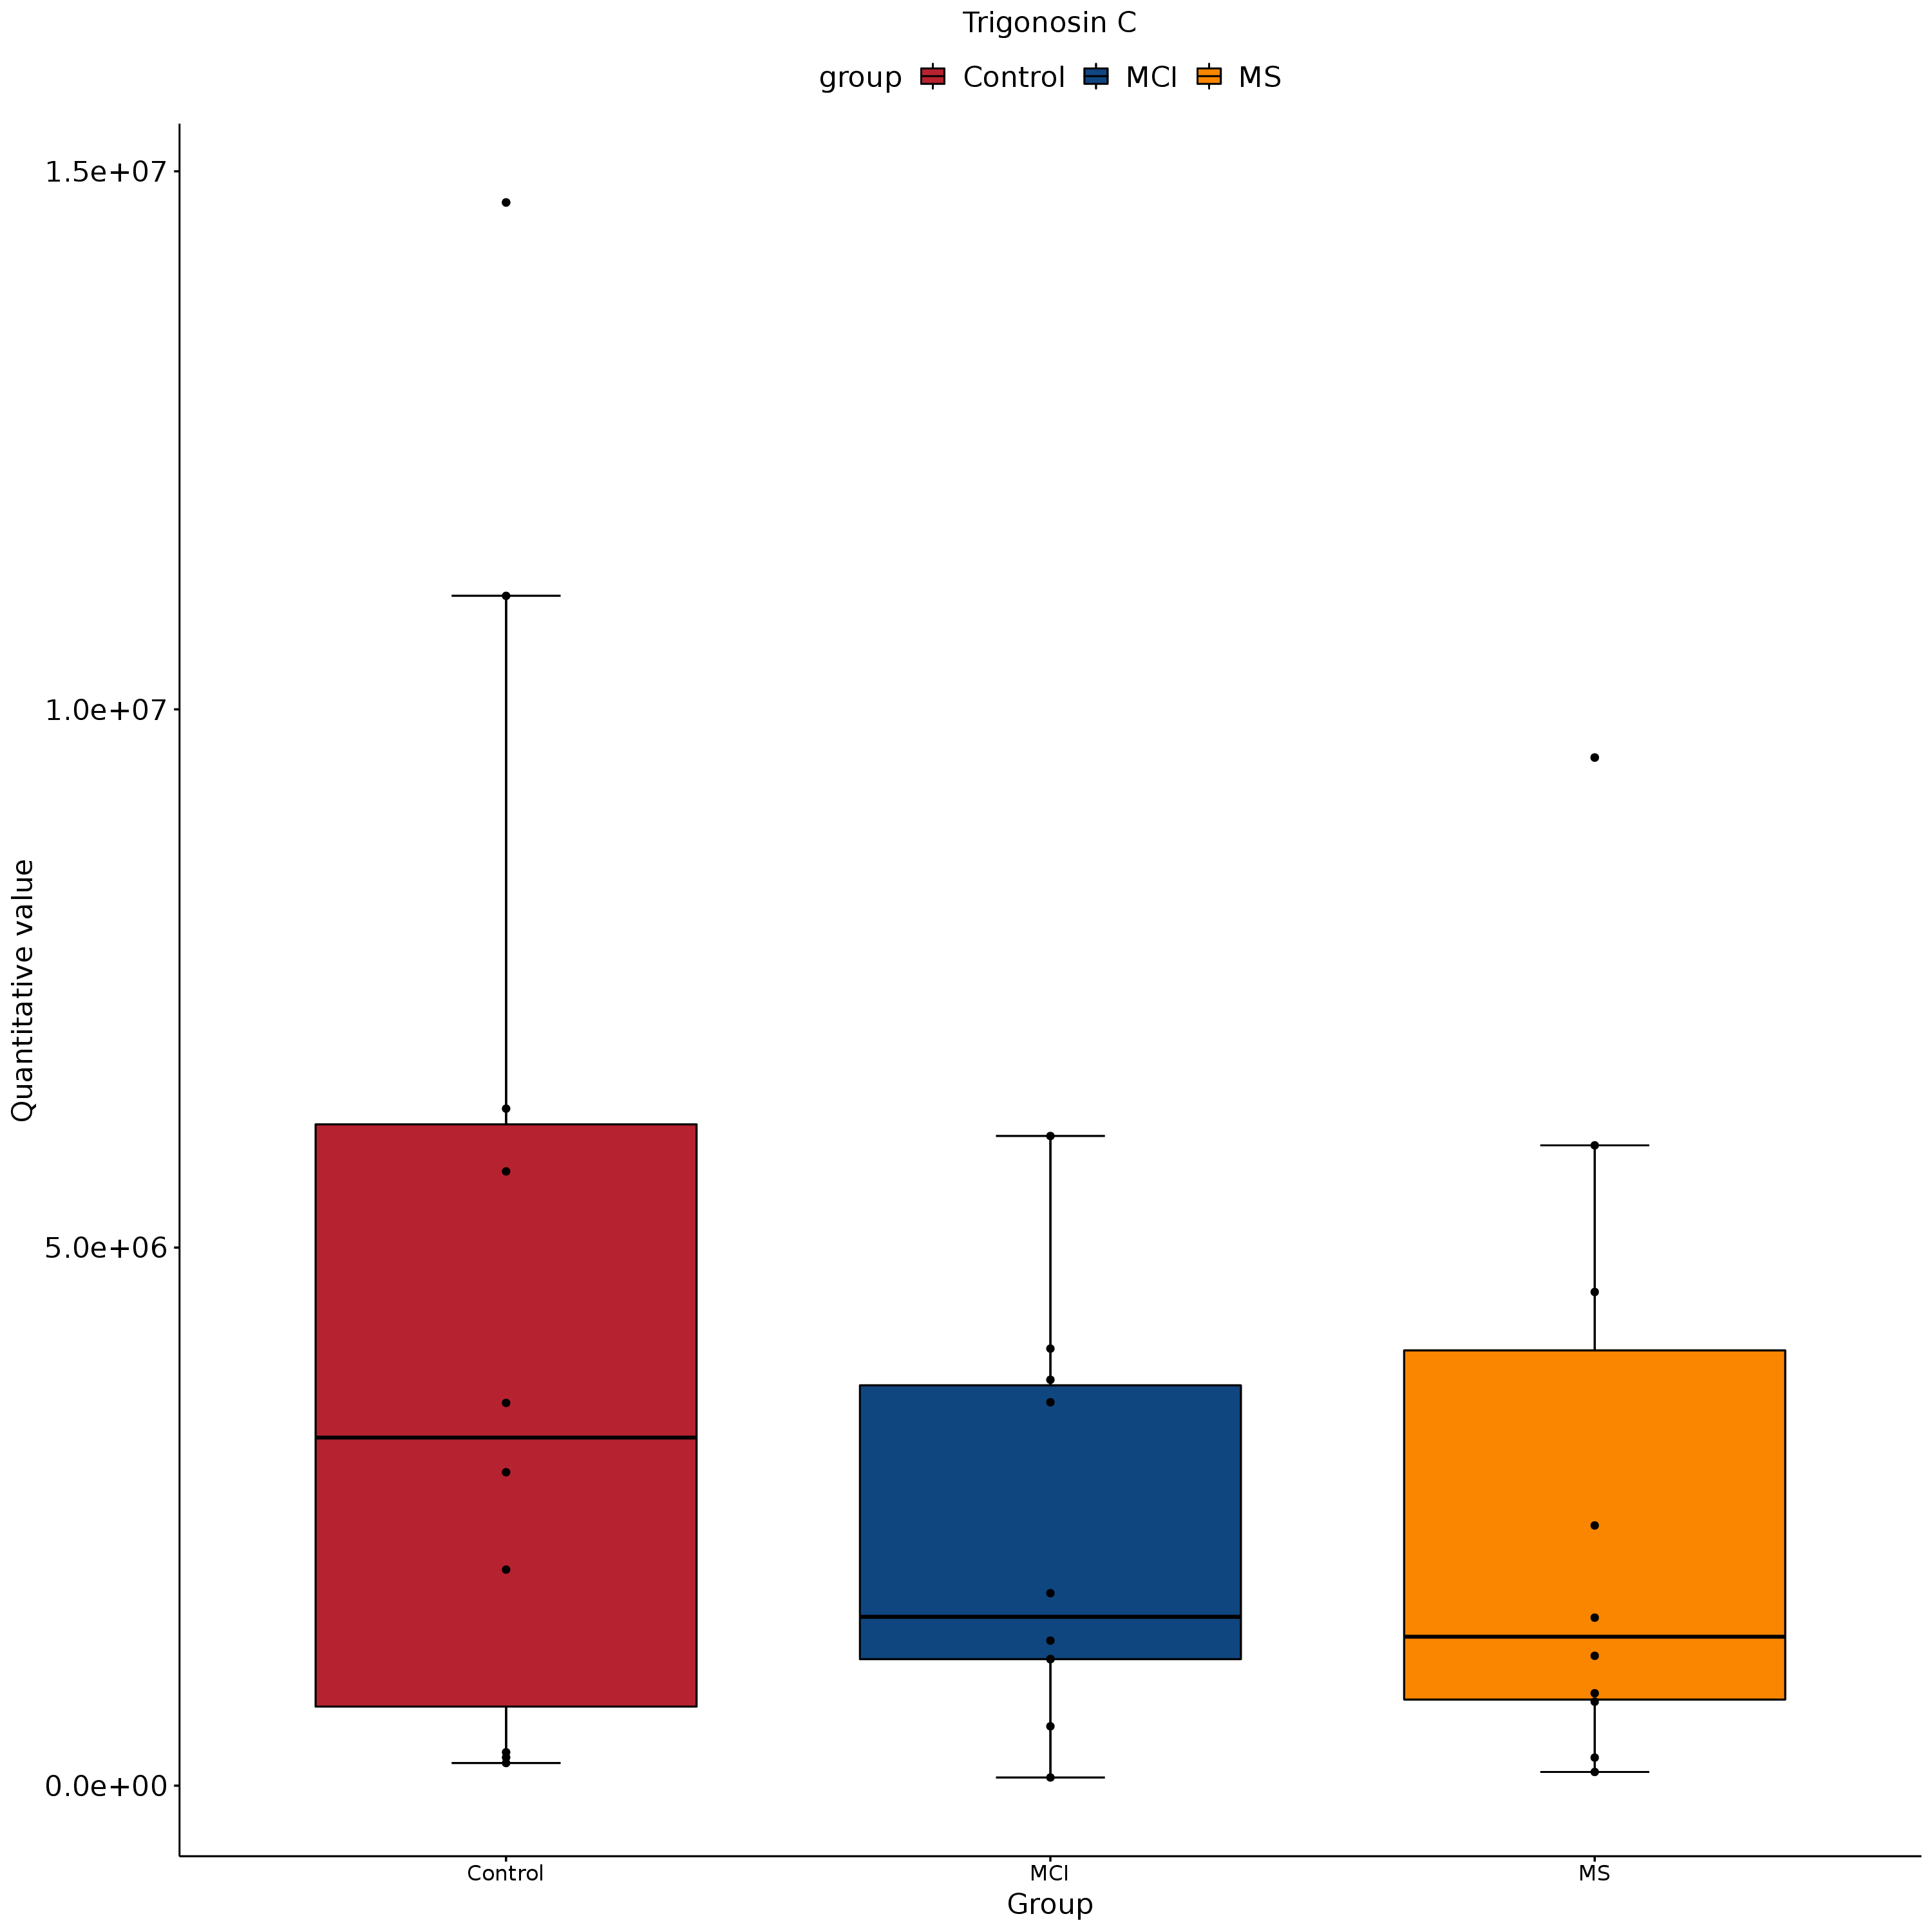 Trigonosin C
group Control MCI MS
1.5e+07
1.0e+07
5.0e+06
0.0e+00
Quantitative value
Control MCI MS
Group